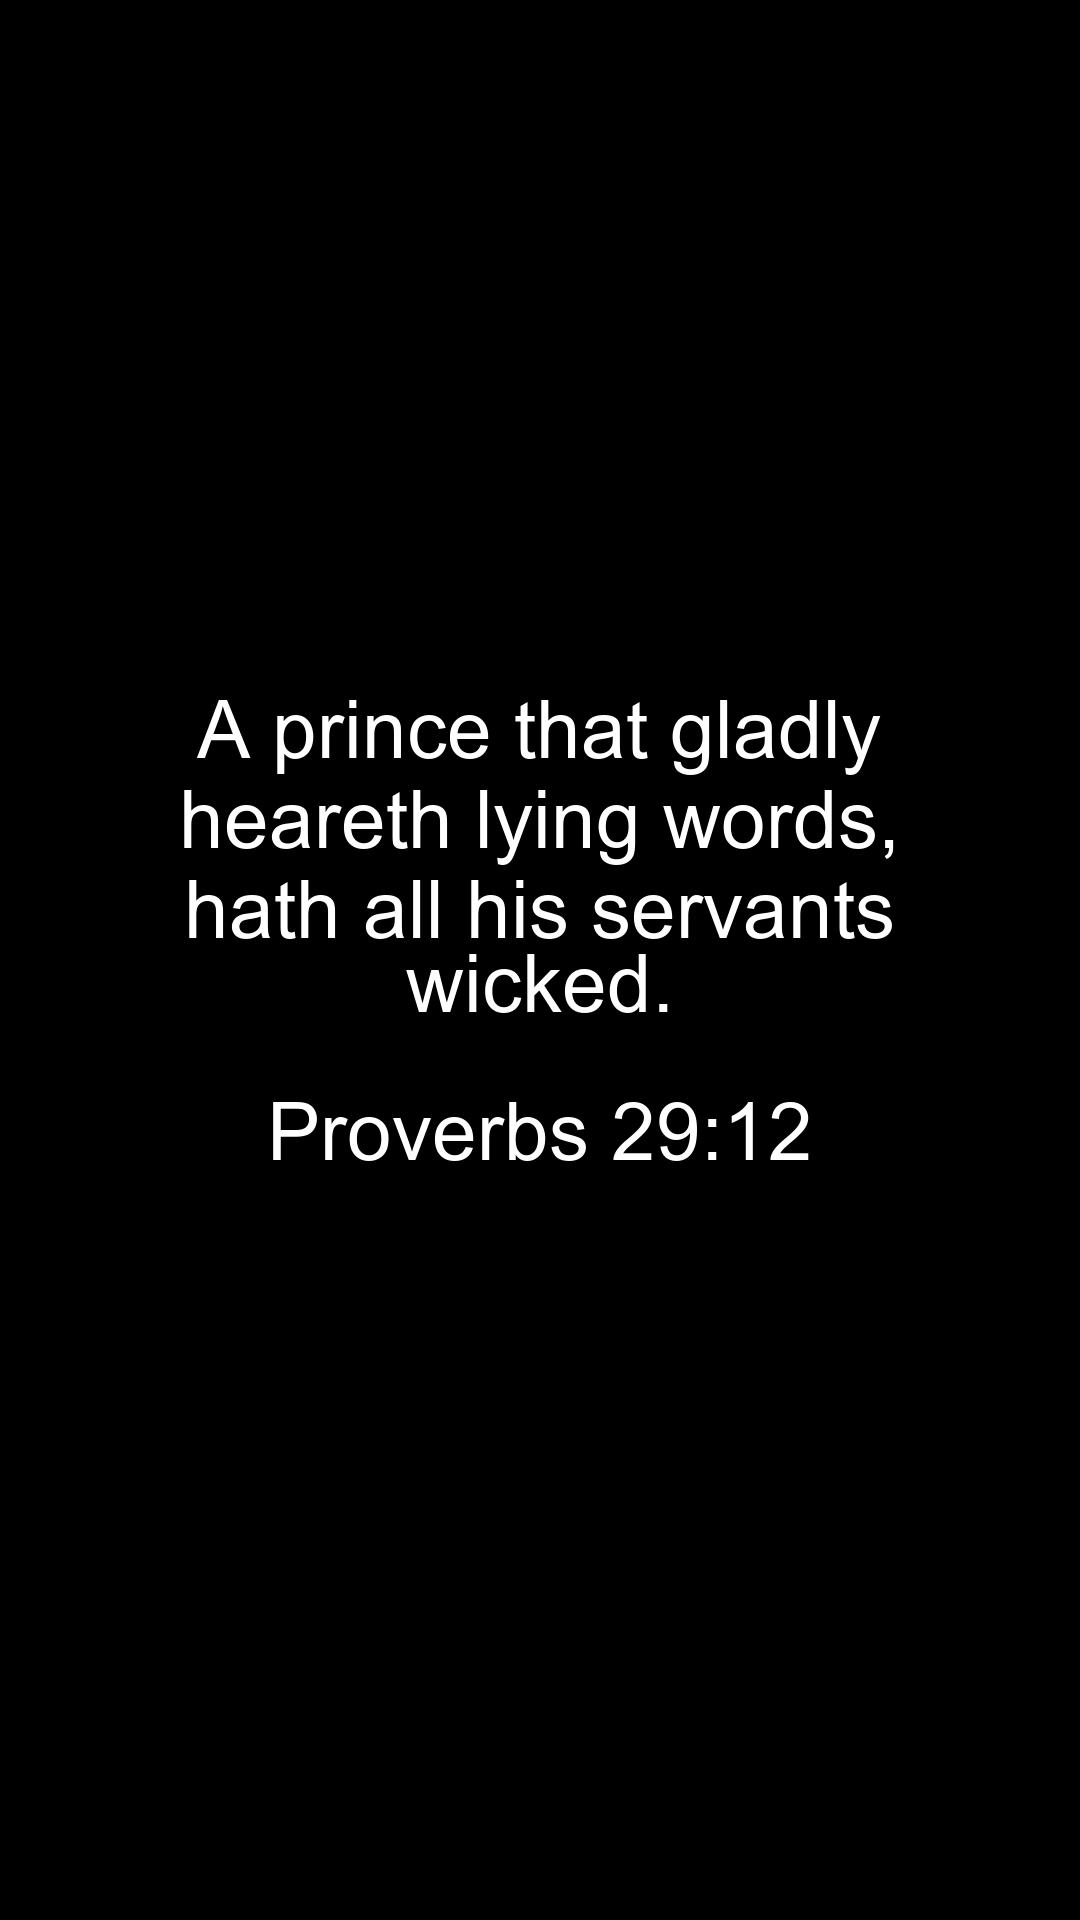 A prince that gladly
heareth lying words,
hath all his servants
wicked.
Proverbs 29:12